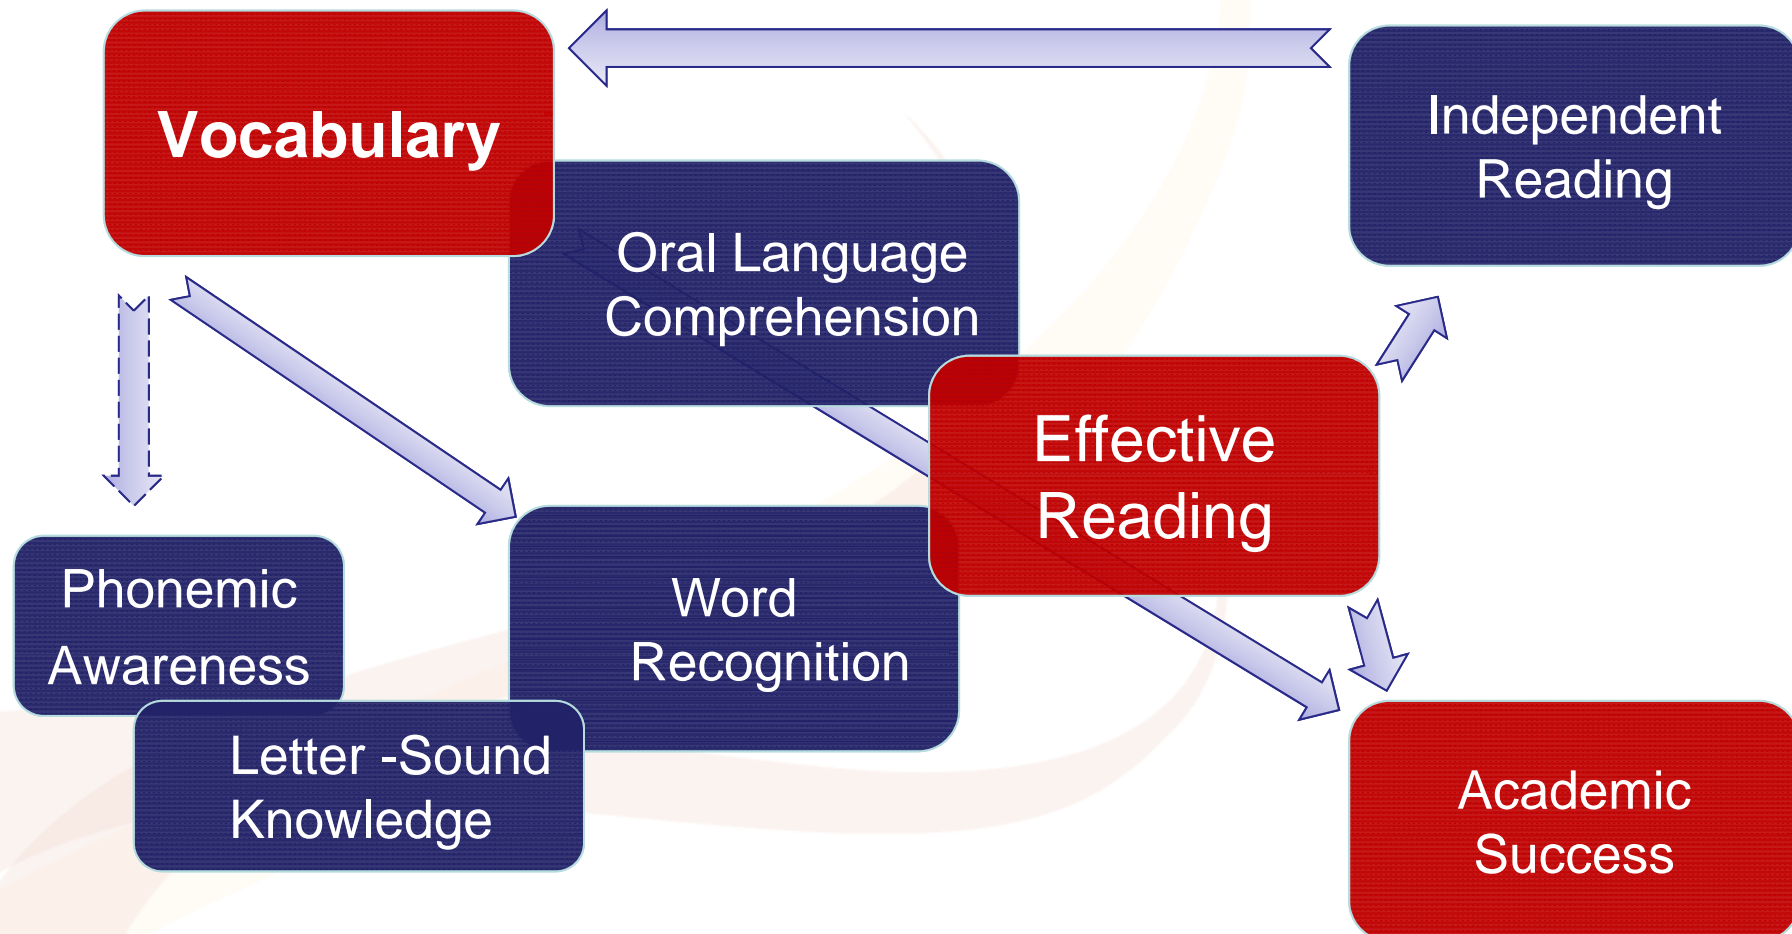 Vocabulary
Independent
Reading
Oral Language
Comprehension
Effective
Reading
Phonemic
Awareness
Word
Recognition
Letter -Sound
Knowledge
Academic
Success